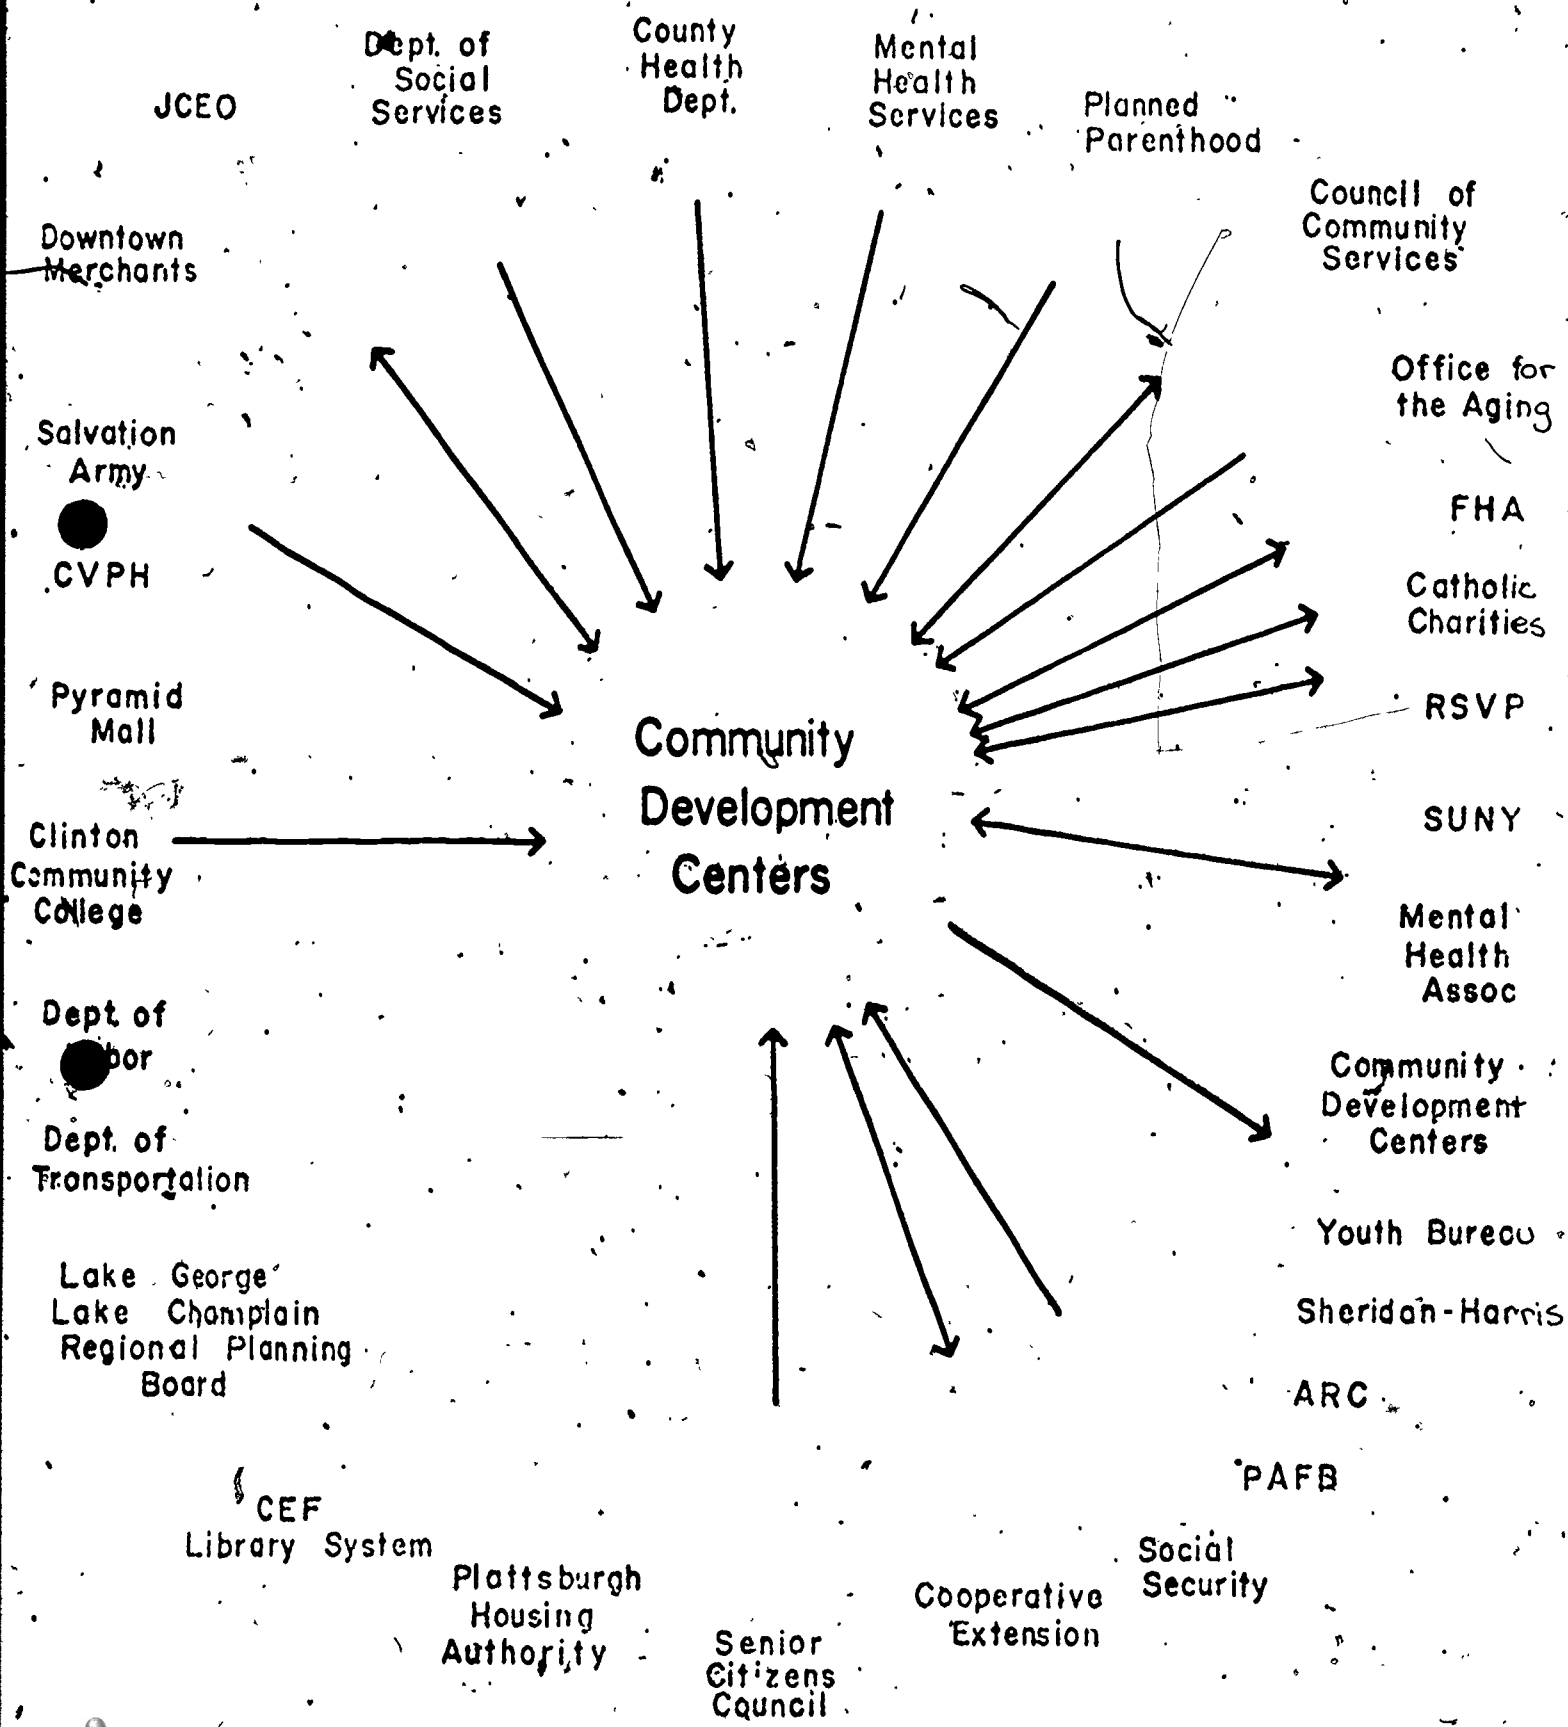 JCEO
Dept. of
Social
Services
County
Health
Dept.
Mental
Health
Services
Planned
Parenthood
Council of
Community
Services
Office for
the Aging
FHA
Catholic
Charities
RSVP
SUNY
Mental
Health
Assoc
Community
Development
Centers
Youth Bureau
Sheridan-Harris
ARC
PAFB
Social
Security
Cooperative
Extension
Senior
Citizens
Council
Plattsburgh
Housing
Authority
CEF
Library System
Lake George
Lake Champlain
Regional Planning
Board
Dept. of
Transportation
Dept. of
Clinton
Community
College
Pyramid
Mall
CVPH
Salvation
Army
Downtown
Merchants
Community
Development
Centers